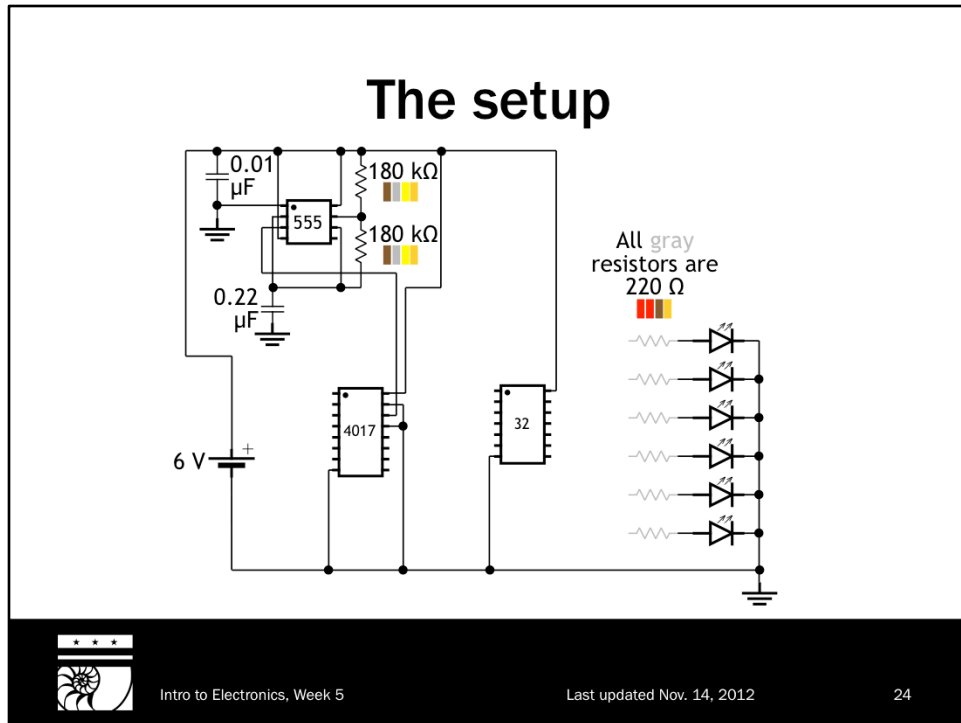 The setup
0.01
µF
180 kΩ
555
180 kΩ
All gray
resistors are
220 Ω
0.22
µF
4017
32
6 V
+
Intro to Electronics, Week 5
Last updated Nov. 14, 2012
24